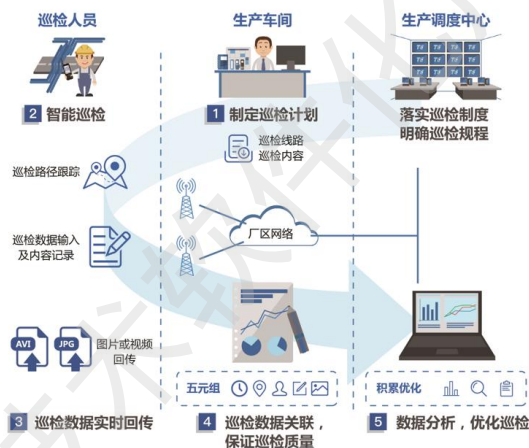 巡检人员
生产车间
生产调度中心
2 智能巡检
1 制定巡检计划
落实巡检制度
明确巡检规程
巡检线路
巡检内容
巡检路径跟踪
厂区网络
巡检数据输入
及内容记录
AVI
JPG
图片或视频
回传
五元组
积累优化
3 巡检数据实时回传
4 巡检数据关联，
保证巡检质量
5 数据分析，优化巡检